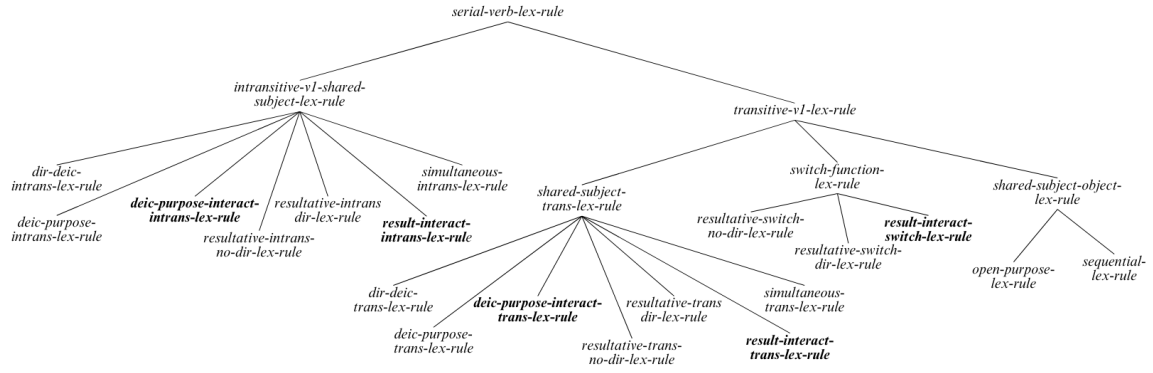 serial-verb-lex-rule
intransitive-v1-shared-
subject-lex-rule
transitive-v1-lex-rule
dir-deic-
intrans-lex-rule
deic-purpose-
intrans-lex-rule
deic-purpose-interact-
intrans-lex-rule
resultative-intrans-
no-dir-lex-rule
resultative-intrans
dir-lex-rule
result-interact-
intrans-lex-rule
simultaneous-
intrans-lex-rule
shared-subject-
trans-lex-rule
switch-function-
lex-rule
shared-subject-object-
lex-rule
dir-deic-
trans-lex-rule
deic-purpose-
trans-lex-rule
deic-purpose-interact-
trans-lex-rule
resultative-trans-
no-dir-lex-rule
resultative-trans
dir-lex-rule
result-interact-
trans-lex-rule
simultaneous-
trans-lex-rule
resultative-switch-
no-dir-lex-rule
resultative-switch-
dir-lex-rule
result-interact-
switch-lex-rule
open-purpose-
lex-rule
sequential-
lex-rule